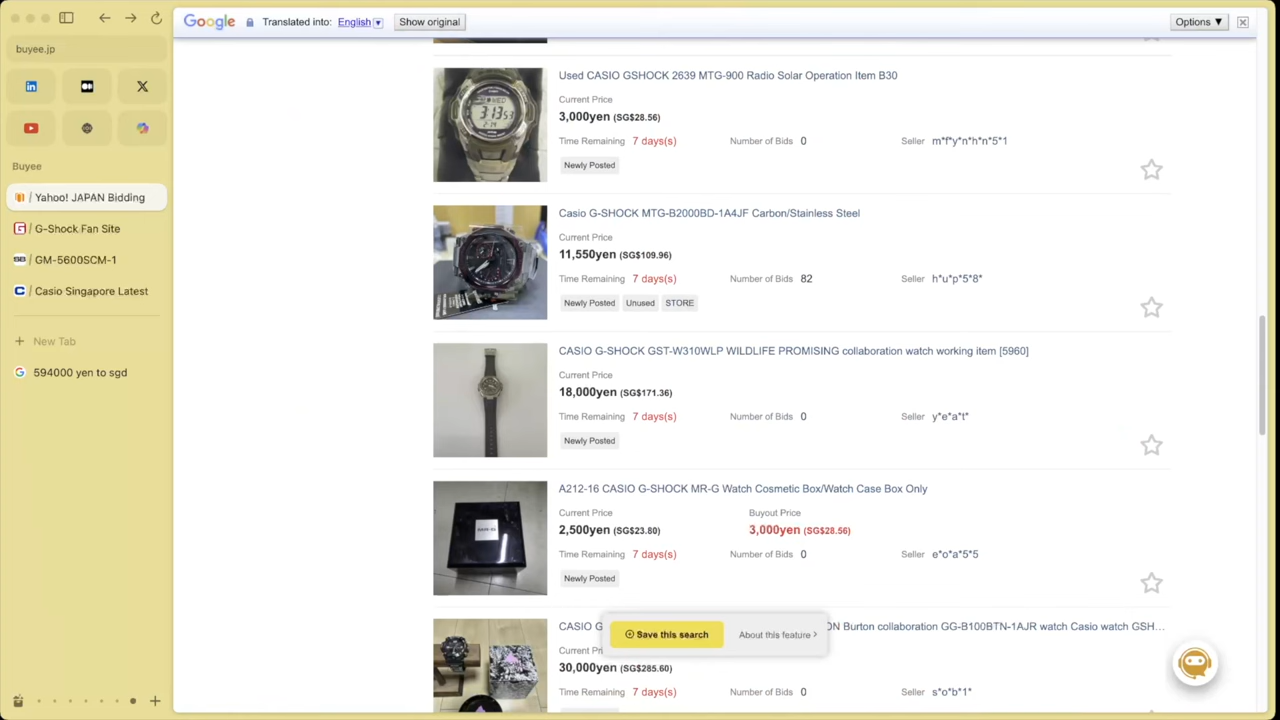 Google Translated into: English ▼ Show original Options ▼
buyee.jp
Buyee
/ Yahoo! JAPAN Bidding
/ G-Shock Fan Site
/ GM-5600SCM-1
/ Casio Singapore Latest
+ New Tab
594000 yen to sgd
Used CASIO GSHOCK 2639 MTG-900 Radio Solar Operation Item B30
Current Price
3,000yen (SG$28.56)
Time Remaining 7 days(s) Number of Bids 0 Seller m*f*y*n*h*n*5*1
Newly Posted
Casio G-SHOCK MTG-B2000BD-1A4JF Carbon/Stainless Steel
Current Price
11,550yen (SG$109.96)
Time Remaining 7 days(s) Number of Bids 82 Seller h*u*p*5*8*
Newly Posted Unused STORE
CASIO G-SHOCK GST-W310WLP WILDLIFE PROMISING collaboration watch working item [5960]
Current Price
18,000yen (SG$171.36)
Time Remaining 7 days(s) Number of Bids 0 Seller y*e*a*t*
Newly Posted
A212-16 CASIO G-SHOCK MR-G Watch Cosmetic Box/Watch Case Box Only
Current Price Buyout Price
2,500yen (SG$23.80) 3,000yen (SG$28.56)
Time Remaining 7 days(s) Number of Bids 0 Seller e*o*a*5*5
Newly Posted
CASIO G ON Burton collaboration GG-B100BTN-1AJR watch Casio watch GSH…
Save this search About this feature >
Current Pr
30,000yen (SG$285.60)
Time Remaining 7 days(s) Number of Bids 0 Seller s*o*b*1*